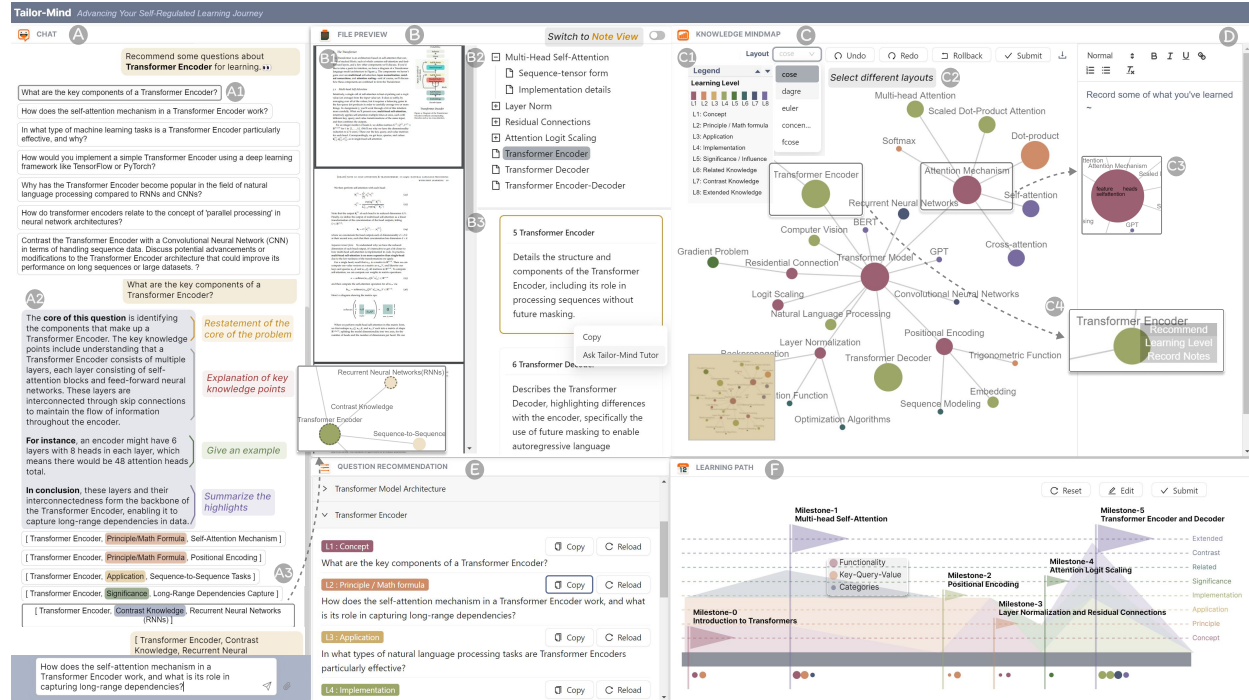 Tailor-Mind Advancing Your Self-Regulated Learning Journey
CHAT A
Recommend some questions about
Transformer Encoder for learning.
What are the key components of a Transformer Encoder? A1
How does the self-attention mechanism in a Transformer Encoder work?
In what type of machine learning tasks is a Transformer Encoder particularly
effective, and why?
How would you implement a simple Transformer Encoder using a deep learning
framework like TensorFlow or PyTorch?
Why has the Transformer Encoder become popular in the field of natural
language processing compared to RNNs and CNNs?
How do transformer encoders relate to the concept of 'parallel processing' in
neural network architectures?
Contrast the Transformer Encoder with a Convolutional Neural Network (CNN)
in terms of handling sequence data. Discuss potential advancements or
modifications to the Transformer Encoder architecture that could improve its
performance on long sequences or large datasets. ?
What are the key components of a
Transformer Encoder?
A2
The core of this question is identifying
the components that make up a
Transformer Encoder. The key knowledge
points include understanding that a
Transformer Encoder consists of multiple
layers, each layer consisting of self-
attention blocks and feed-forward neural
networks. These layers are
interconnected through skip connections
to maintain the flow of information
throughout the encoder.
For instance, an encoder might have 6
layers with 8 heads in each layer, which
means there would be 48 attention heads
total.
In conclusion, these layers and their
interconnectedness form the backbone of
the Transformer Encoder, enabling it to
capture long-range dependencies in data.
Restatement of the
core of the problem
Explanation of key
knowledge points
Give an example
Summarize the
highlights
[ Transformer Encoder, Principle/Math Formula, Self-Attention Mechanism ]
[ Transformer Encoder, Principle/Math Formula, Positional Encoding ]
[ Transformer Encoder, Application, Sequence-to-Sequence Tasks ] A3
[ Transformer Encoder, Significance, Long-Range Dependencies Capture ]
[ Transformer Encoder, Contrast Knowledge, Recurrent Neural Networks
(RNNs) ]
[ Transformer Encoder, Contrast
Knowledge, Recurrent Neural
How does the self-attention mechanism in a
Transformer Encoder work, and what is its role in
capturing long-range dependencies?
FILE PREVIEW B
Switch to Note View
B1
B2
Multi-Head Self-Attention
Sequence-tensor form
Implementation details
Layer Norm
Residual Connections
Attention Logit Scaling
Transformer Encoder
Transformer Decoder
Transformer Encoder-Decoder
B3
5 Transformer Encoder
Details the structure and
components of the Transformer
Encoder, including its role in
processing sequences without
future masking.
Copy
Ask Tailor-Mind Tutor
6 Transformer Decoder
Describes the Transformer
Decoder, highlighting differences
with the encoder, specifically the
use of future masking to enable
autoregressive language
Recurrent Neural Networks(RNNs)
Contrast Knowledge
Transformer Encoder
Sequence-to-Sequence
QUESTION RECOMMENDATION E
Transformer Model Architecture
Transformer Encoder
L1 : Concept Copy Reload
What are the key components of a Transformer Encoder?
L2 : Principle / Math formula Copy Reload
How does the self-attention mechanism in a Transformer Encoder work, and what
is its role in capturing long-range dependencies?
L3 : Application Copy Reload
In what types of natural language processing tasks are Transformer Encoders
particularly effective?
L4 : Implementation Copy Reload
KNOWLEDGE MINDMAP C
C1
Layout cose Undo Redo Rollback Submit
Legend
Learning Level
L1 L2 L3 L4 L5 L6 L7 L8
L1: Concept
L2: Principle / Math formula
L3: Application
L4: Implementation
L5: Significance / Influence
L6: Related Knowledge
L7: Contrast Knowledge
L8: Extended Knowledge
cose
dagre
euler
concen...
fcose
Select different layouts C2
Multi-head Attention
Scaled Dot-Product Attention
Softmax
Dot-product
Transformer Encoder
Attention Mechanism
Self-attention
Recurrent Neural Networks
BERT
Computer Vision
GPT
Cross-attention
Gradient Problem
Residential Connection
Transformer Model
Convolutional Neural Networks
Logit Scaling
Natural Language Processing
Positional Encoding
Layer Normalization
Transformer Decoder
Trigonometric Function
tion Function
Embedding
Sequence Modeling
Optimization Algorithms
D
Normal B I U
Record some of what you've learned
~
C3
Attention Mechanism
feature heads
selfattention
GPT
C4
Transformer Encoder
Recommend
Learning Level
Record Notes
LEARNING PATH F
Reset Edit Submit
Milestone-1
Multi-head Self-Attention
Milestone-5
Transformer Encoder and Decoder
Functionality
Key-Query-Value
Categories
Milestone-4
Attention Logit Scaling
Milestone-2
Positional Encoding
Milestone-3
Layer Normalization and Residual Connections
Milestone-0
Introduction to Transformers
Extended
Contrast
Related
Significance
Implementation
Application
Principle
Concept